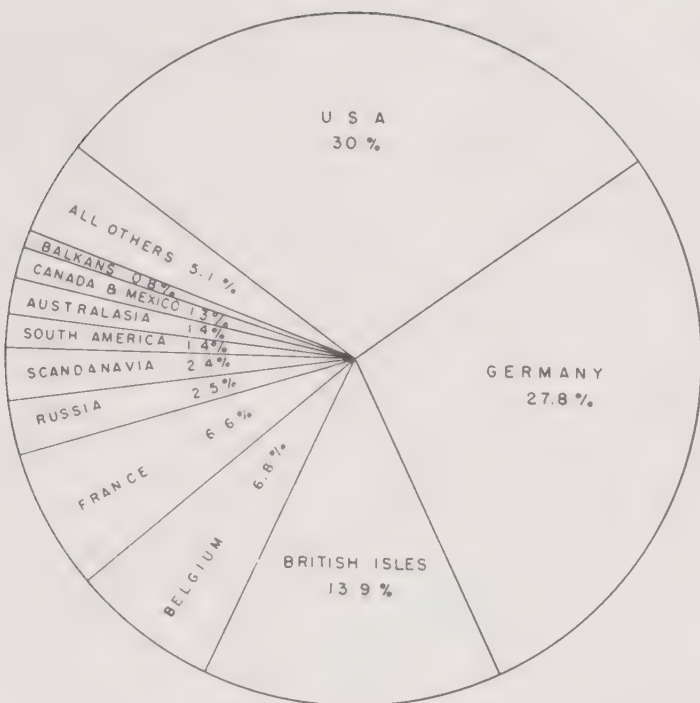 U S A
30 %
ALL OTHERS 5.1 %
BALKANS 0.8 %
CANADA & MEXICO 1 3 %
AUSTRALASIA 1 4 %
SOUTH AMERICA 1 4 %
SCANDANAVIA 2 4 %
RUSSIA 2 5 %
FRANCE 6 6 %
BELGIUM 6.8 %
BRITISH ISLES
13 9 %
GERMANY
27.8 %